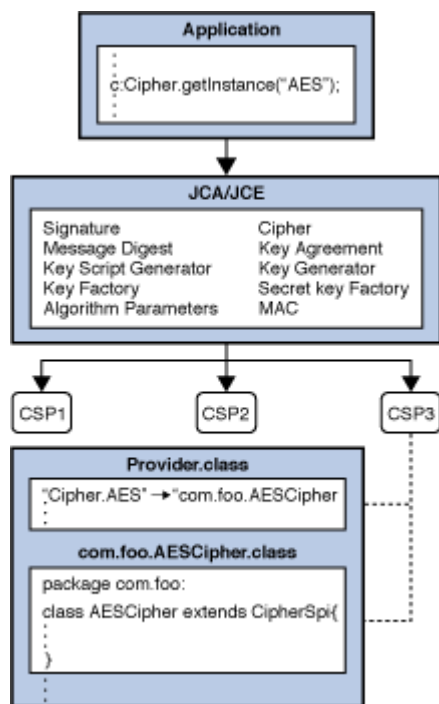 Application
c:Cipher.getInstance("AES");
JCA/JCE
Signature
Message Digest
Key Script Generator
Key Factory
Algorithm Parameters
Cipher
Key Agreement
Key Generator
Secret key Factory
MAC
CSP1
CSP2
CSP3
Provider.class
"Cipher.AES" → "com.foo.AESCipher
com.foo.AESCipher.class
package com.foo:
class AESCipher extends CipherSpi{
}